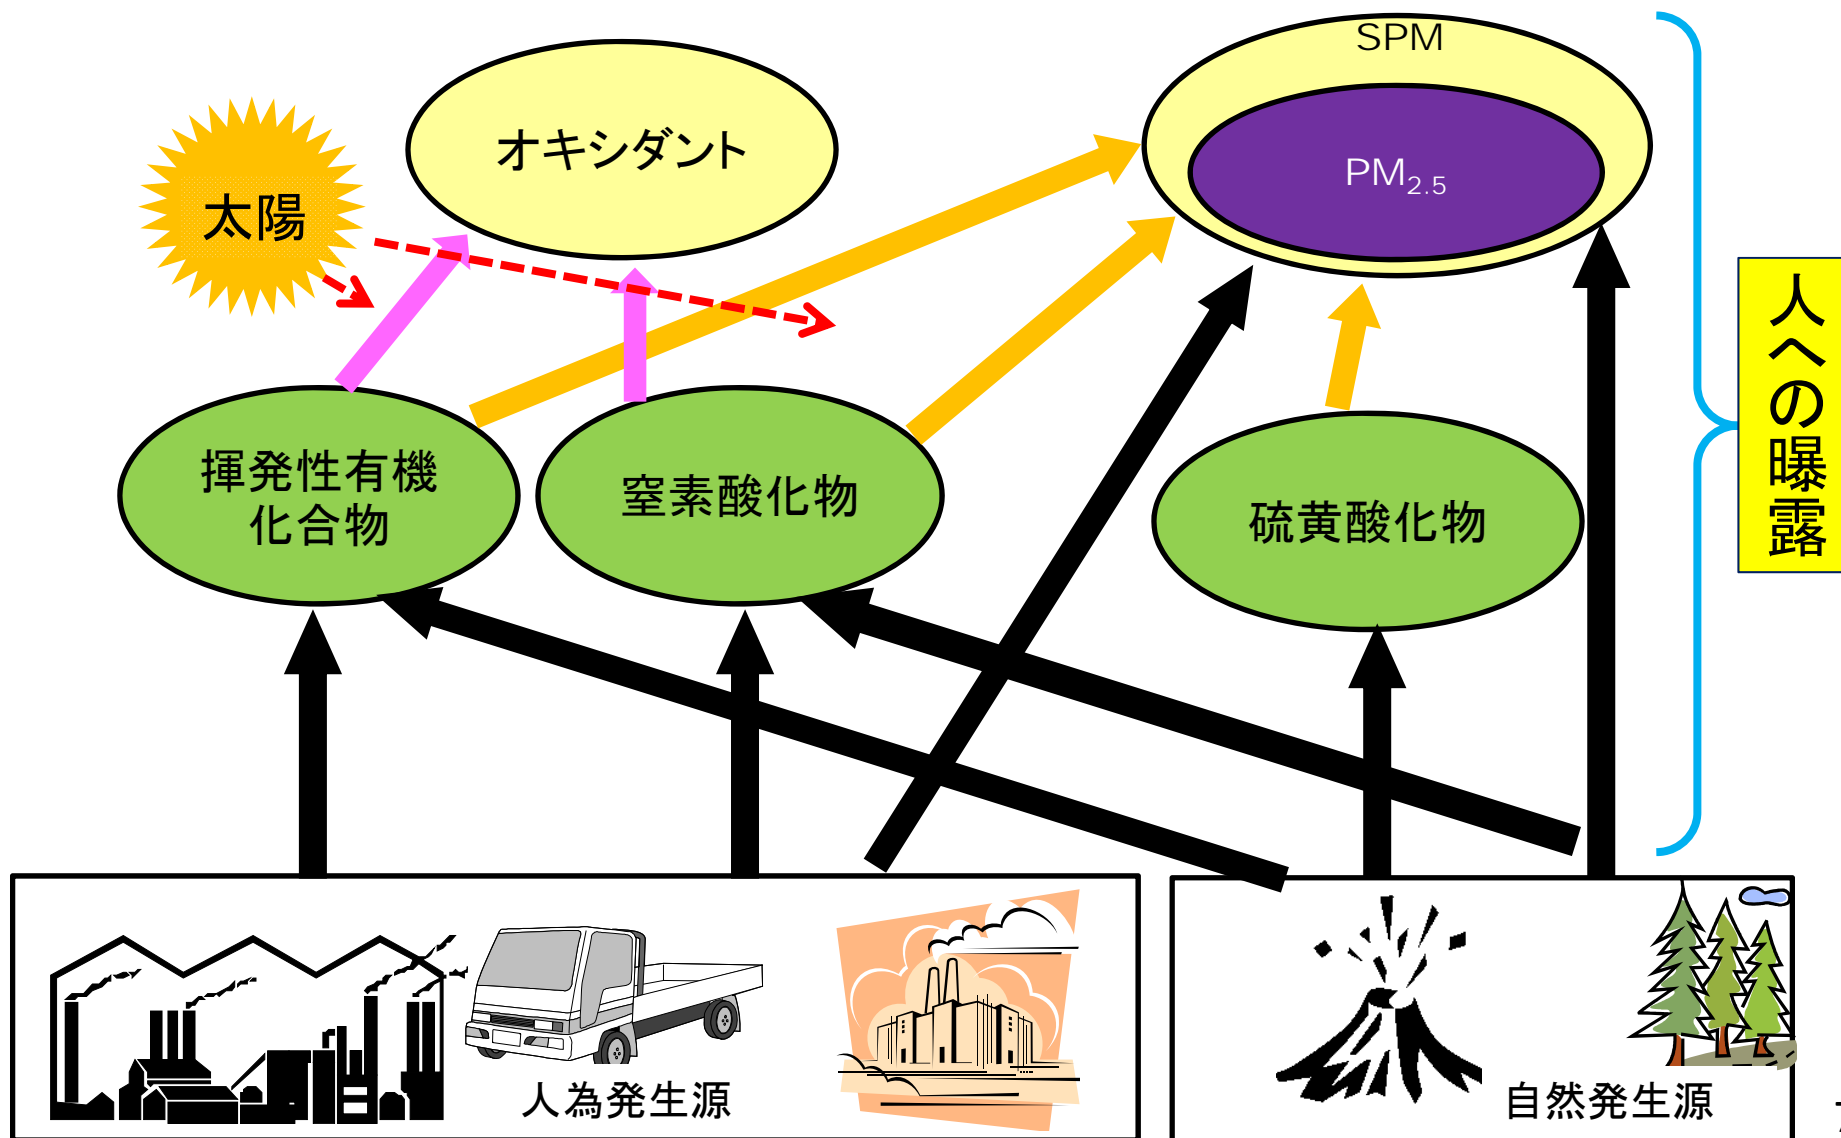 SPM
オキシダント
PM2.5
太陽
人への曝露
揮発性有機
化合物
窒素酸化物
硫黄酸化物
人為発生源
自然発生源